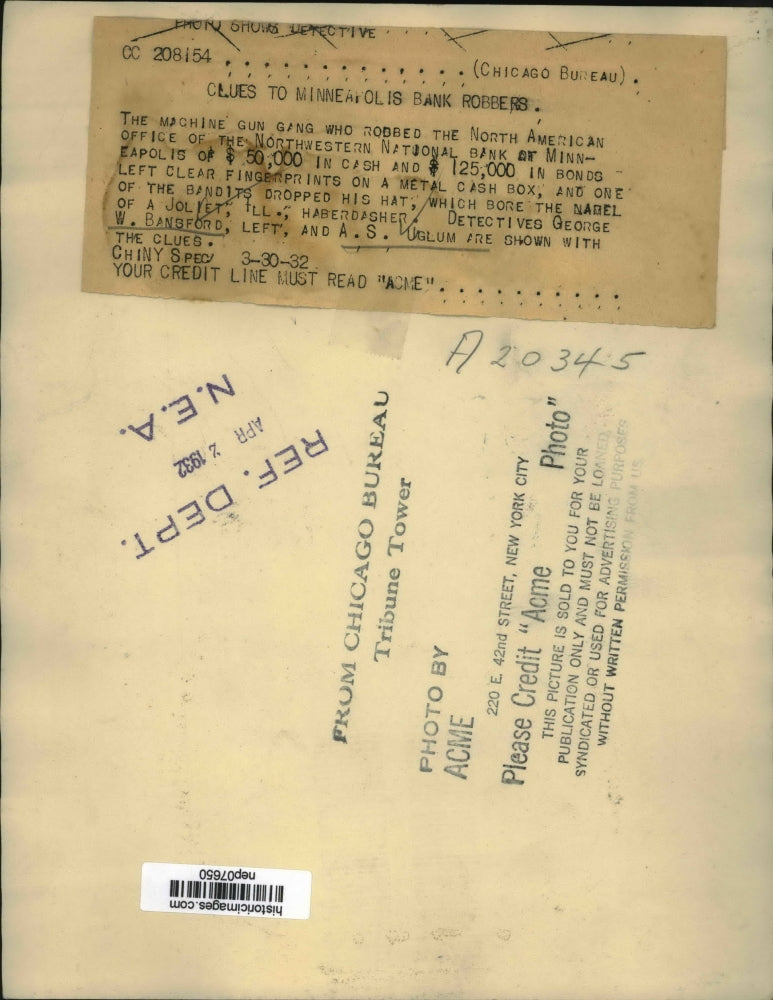 PHOTO SHOWS DETECTIVE
CC 208154 . . . . . . . . . . . . . (CHICAGO BUREAU).
CLUES TO MINNEAPOLIS BANK ROBBERS.
THE MACHINE GUN GANG WHO ROBBED THE NORTH AMERICAN
OFFICE OF THE NORTHWESTERN NATIONAL BANK AT MINN-
EAPOLIS OF $ 50,000 IN CASH AND $ 125,000 IN BONDS
LEFT CLEAR FINGERPRINTS ON A METAL CASH BOX, AND ONE
OF THE BANDITS DROPPED HIS HAT, WHICH BORE THE
OF A JOLIET, ILL., HABERDASHER. DETECTIVES GEORGE
W. BANSFORD, LEFT, AND A.S. UGLUM ARE SHOWN WITH
THE CLUES.
CHINY SPEC/ 3-30-32
YOUR CREDIT LINE MUST READ "ACME". . . . . . . . . .
A20345
REF. DEPT.
APR 2 1932
N.E.A.
FROM CHICAGO BUREAU
Tribune Tower
PHOTO BY
ACME
220 E. 42nd STREET, NEW YORK CITY
Please Credit "Acme Photo"
THIS PICTURE IS SOLD TO YOU FOR YOUR
PUBLICATION ONLY AND MUST NOT BE LOANED,
SYNDICATED OR USED FOR ADVERTISING PURPOSES
WITHOUT WRITTEN PERMISSION FROM US
historicimages.com
nep07650